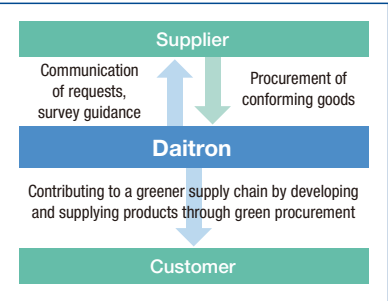 Supplier
Communication
of requests,
survey guidance
Procurement of
conforming goods
Daitron
Contributing to a greener supply chain by developing
and supplying products through green procurement
Customer